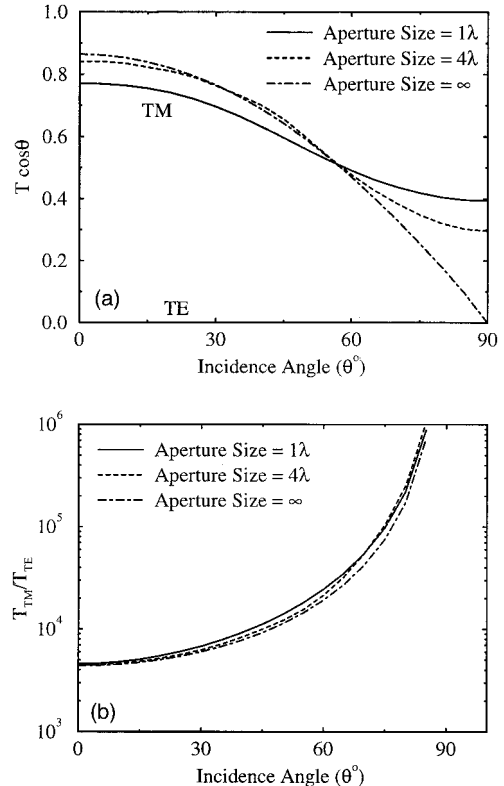 1.0
0.8
0.6
0.4
0.2
0.0
T cosθ
Aperture Size = 1λ
Aperture Size = 4λ
Aperture Size = ∞
TM
(a)
TE
0 30 60 90
Incidence Angle (θ°)
10⁶
10⁵
10⁴
10³
T_TM/T_TE
Aperture Size = 1λ
Aperture Size = 4λ
Aperture Size = ∞
(b)
0 30 60 90
Incidence Angle (θ°)